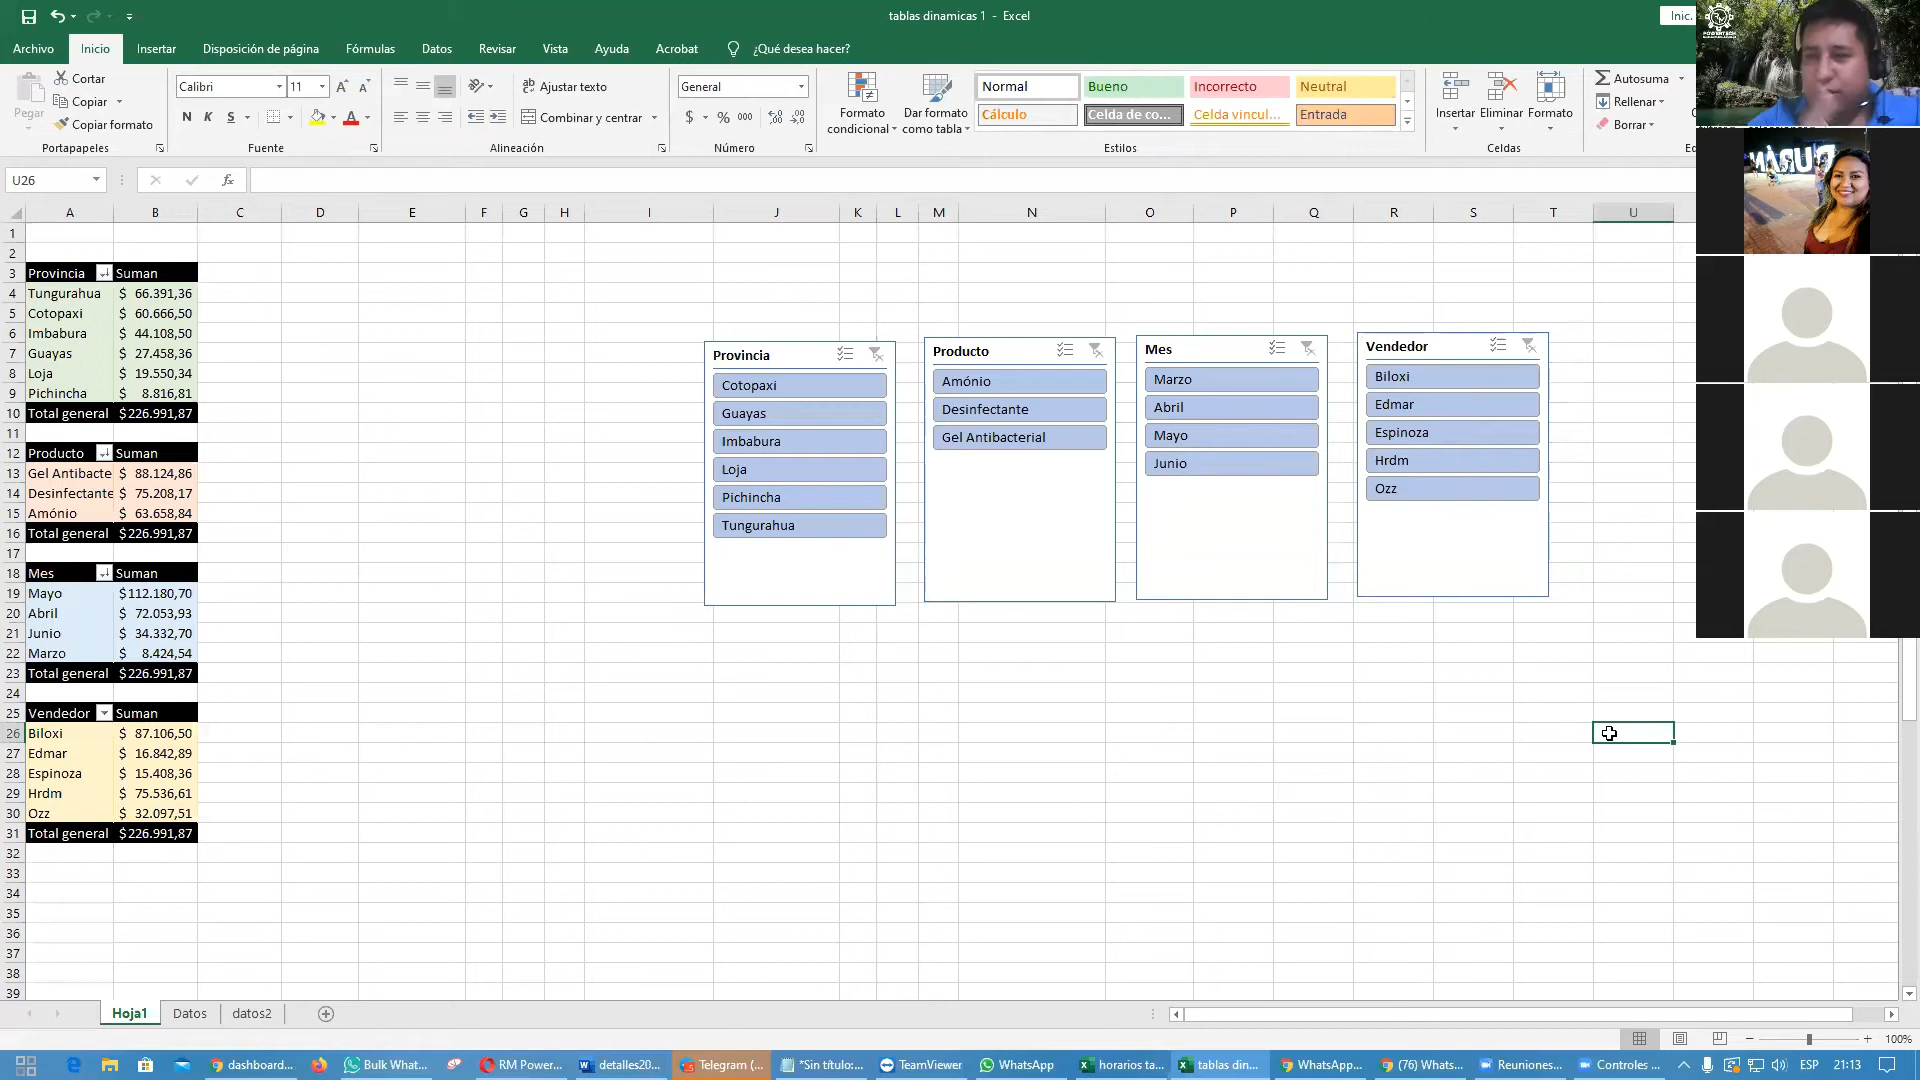 tablas dinamicas 1 - Excel
Inic.
Archivo Inicio Insertar Disposición de página Fórmulas Datos Revisar Vista Ayuda Acrobat ¿Qué desea hacer?
Pegar
Cortar
Copiar
Copiar formato
Portapapeles
Calibri 11
N K S
Fuente
Ajustar texto
Combinar y centrar
Alineación
General
$ % 000
Número
Formato condicional
Dar formato como tabla
Normal Bueno Incorrecto Neutral
Cálculo Celda de co... Celda vincul... Entrada
Estilos
Insertar Eliminar Formato
Celdas
Autosuma
Rellenar
Borrar
U26
fx
A B C D E F G H I J K L M N O P Q R S T U
1
2
3 Provincia Suman
4 Tungurahua $ 66.391,36
5 Cotopaxi $ 60.666,50
6 Imbabura $ 44.108,50
7 Guayas $ 27.458,36
8 Loja $ 19.550,34
9 Pichincha $ 8.816,81
10 Total general $226.991,87
11
12 Producto Suman
13 Gel Antibacte $ 88.124,86
14 Desinfectante $ 75.208,17
15 Amónio $ 63.658,84
16 Total general $226.991,87
17
18 Mes Suman
19 Mayo $112.180,70
20 Abril $ 72.053,93
21 Junio $ 34.332,70
22 Marzo $ 8.424,54
23 Total general $226.991,87
24
25 Vendedor Suman
26 Biloxi $ 87.106,50
27 Edmar $ 16.842,89
28 Espinoza $ 15.408,36
29 Hrdm $ 75.536,61
30 Ozz $ 32.097,51
31 Total general $226.991,87
32
33
34
35
36
37
38
39
Provincia
Cotopaxi
Guayas
Imbabura
Loja
Pichincha
Tungurahua
Producto
Amónio
Desinfectante
Gel Antibacterial
Mes
Marzo
Abril
Mayo
Junio
Vendedor
Biloxi
Edmar
Espinoza
Hrdm
Ozz
Hoja1 Datos datos2
100%
dashboard... Bulk What... RM Power... detalles20... Telegram (... *Sin título:... TeamViewer WhatsApp horarios ta... tablas din... WhatsApp... (76) Whats... Reuniones... Controles ... ESP 21:13